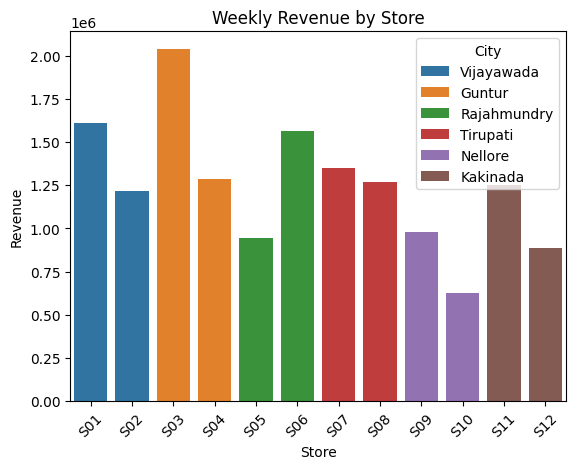 Weekly Revenue by Store
1e6
City
Vijayawada
Guntur
Rajahmundry
Tirupati
Nellore
Kakinada
2.00
1.75
1.50
1.25
1.00
0.75
0.50
0.25
0.00
Revenue
S01 S02 S03 S04 S05 S06 S07 S08 S09 S10 S11 S12
Store